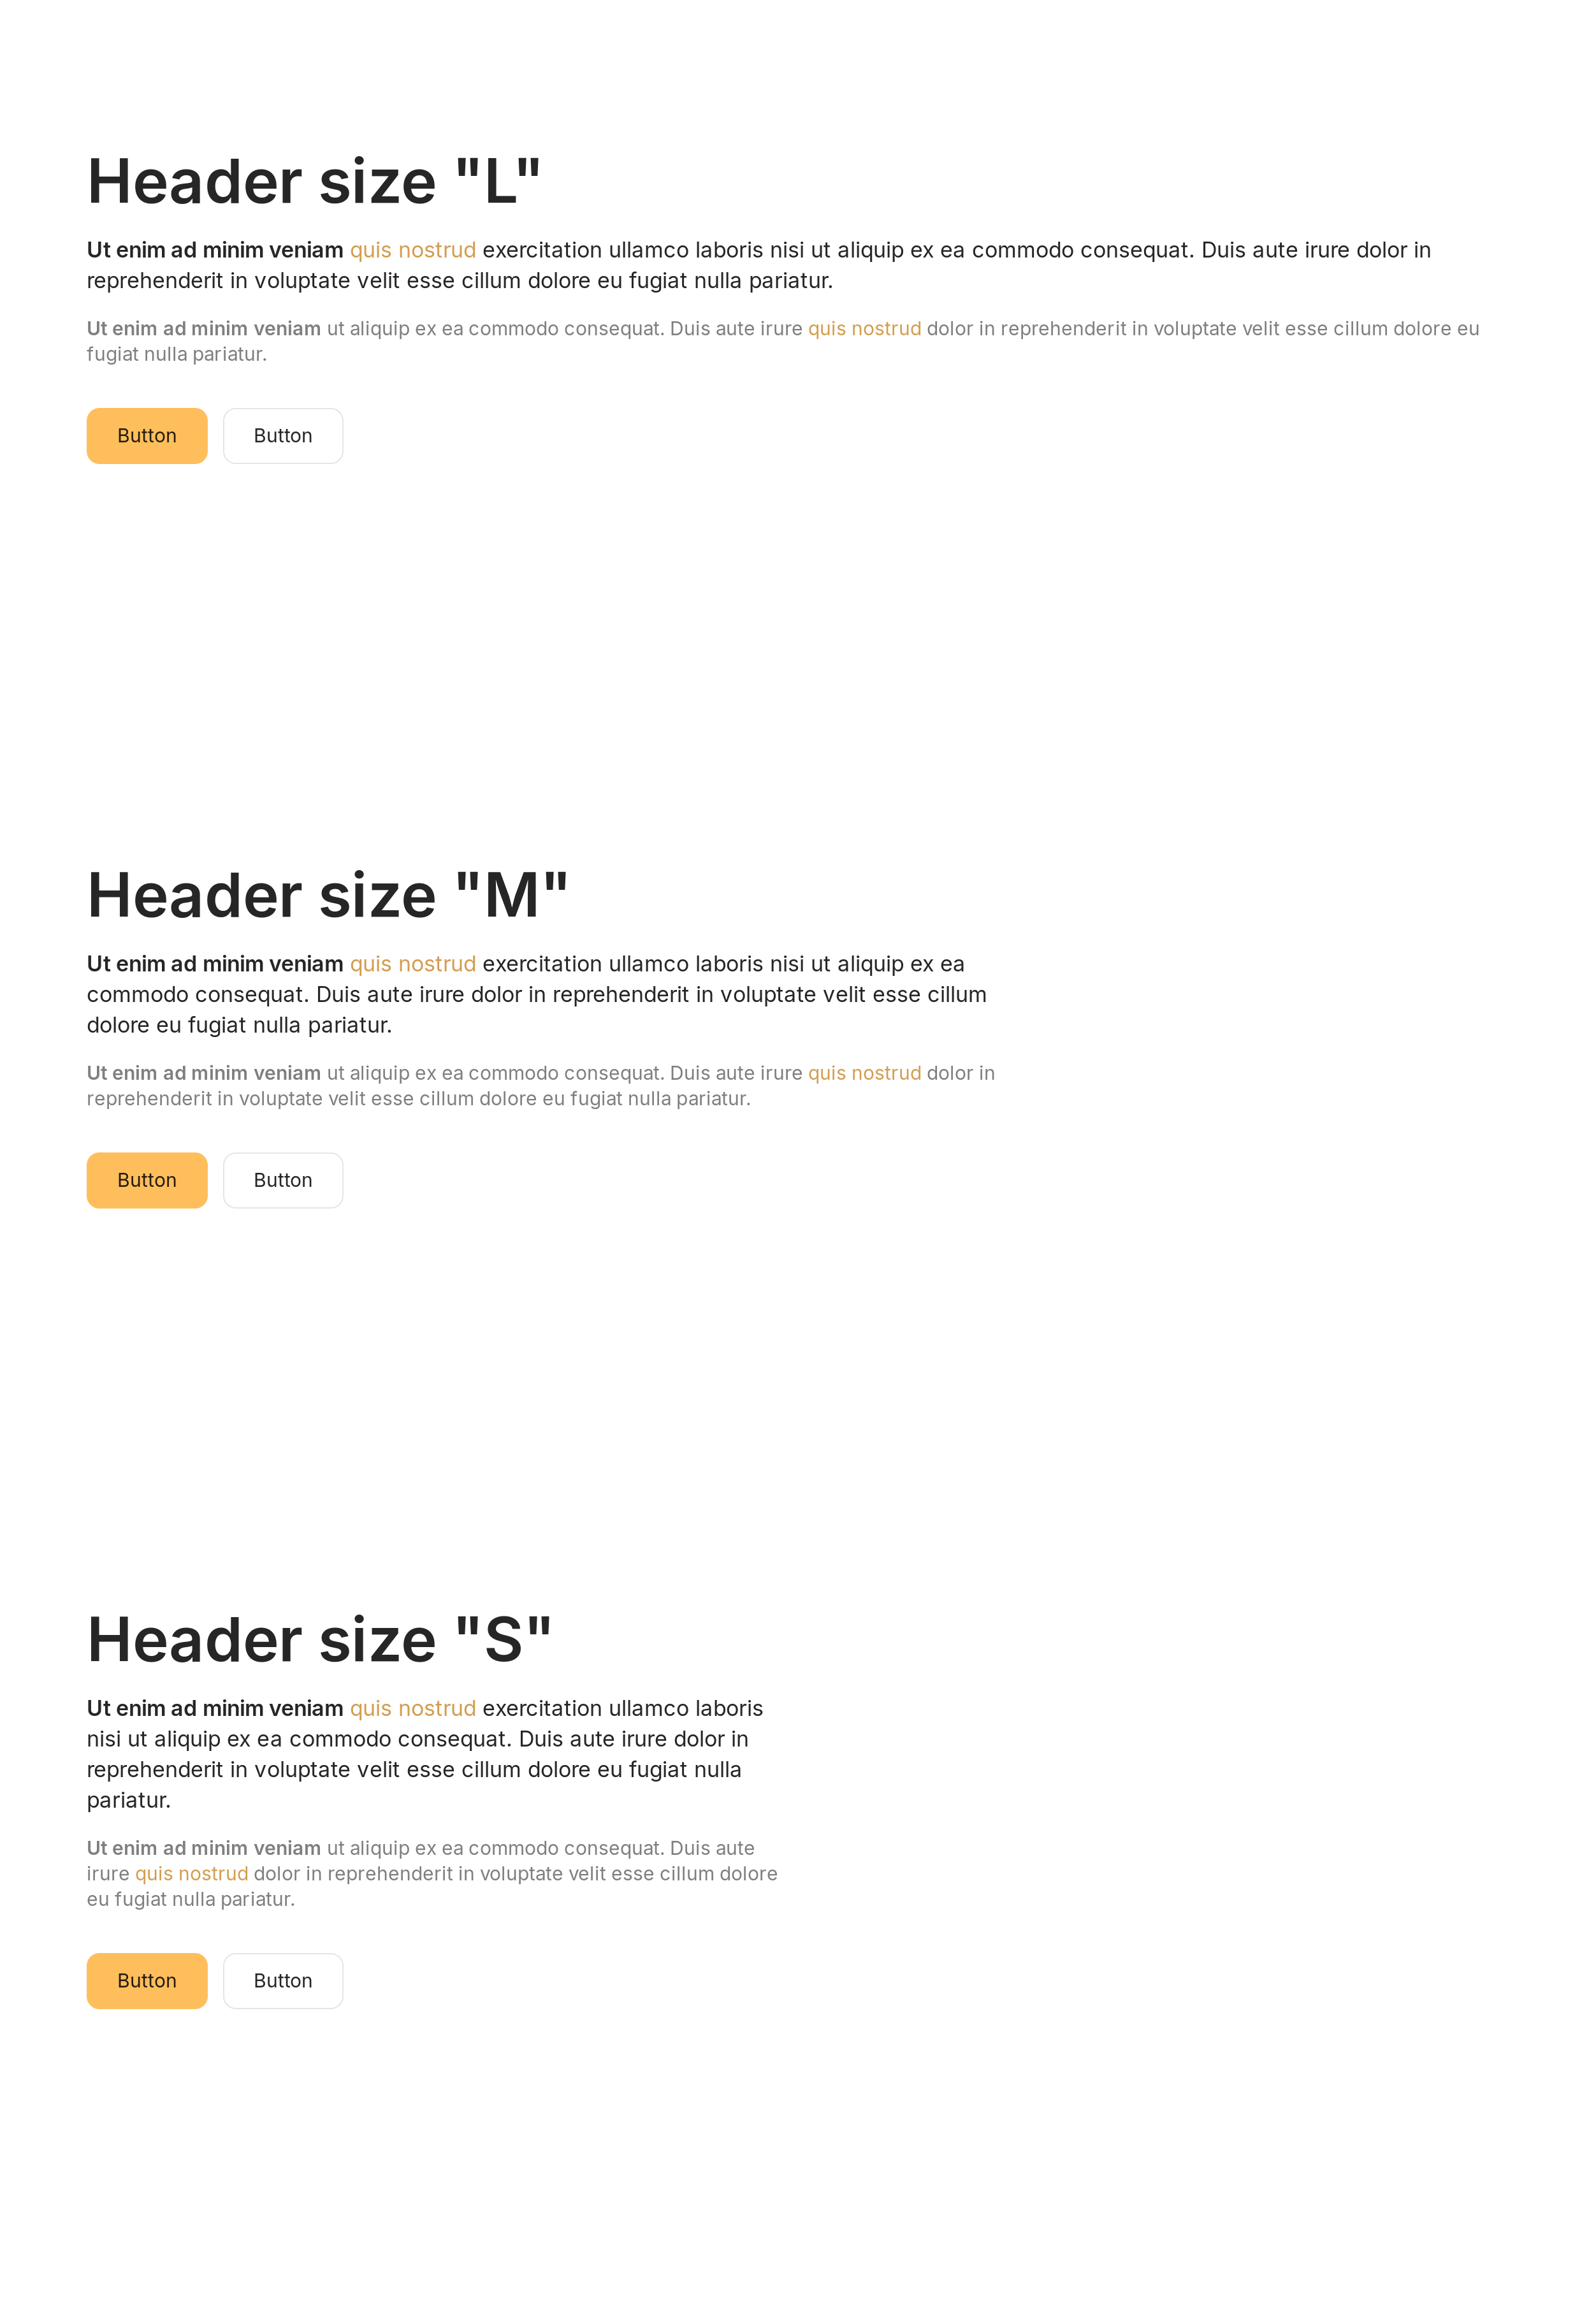 Header size "L"
Ut enim ad minim veniam quis nostrud exercitation ullamco laboris nisi ut aliquip ex ea commodo consequat. Duis aute irure dolor in
reprehenderit in voluptate velit esse cillum dolore eu fugiat nulla pariatur.
Ut enim ad minim veniam ut aliquip ex ea commodo consequat. Duis aute irure quis nostrud dolor in reprehenderit in voluptate velit esse cillum dolore eu
fugiat nulla pariatur.
Button Button
Header size "M"
Ut enim ad minim veniam quis nostrud exercitation ullamco laboris nisi ut aliquip ex ea
commodo consequat. Duis aute irure dolor in reprehenderit in voluptate velit esse cillum
dolore eu fugiat nulla pariatur.
Ut enim ad minim veniam ut aliquip ex ea commodo consequat. Duis aute irure quis nostrud dolor in
reprehenderit in voluptate velit esse cillum dolore eu fugiat nulla pariatur.
Button Button
Header size "S"
Ut enim ad minim veniam quis nostrud exercitation ullamco laboris
nisi ut aliquip ex ea commodo consequat. Duis aute irure dolor in
reprehenderit in voluptate velit esse cillum dolore eu fugiat nulla
pariatur.
Ut enim ad minim veniam ut aliquip ex ea commodo consequat. Duis aute
irure quis nostrud dolor in reprehenderit in voluptate velit esse cillum dolore
eu fugiat nulla pariatur.
Button Button